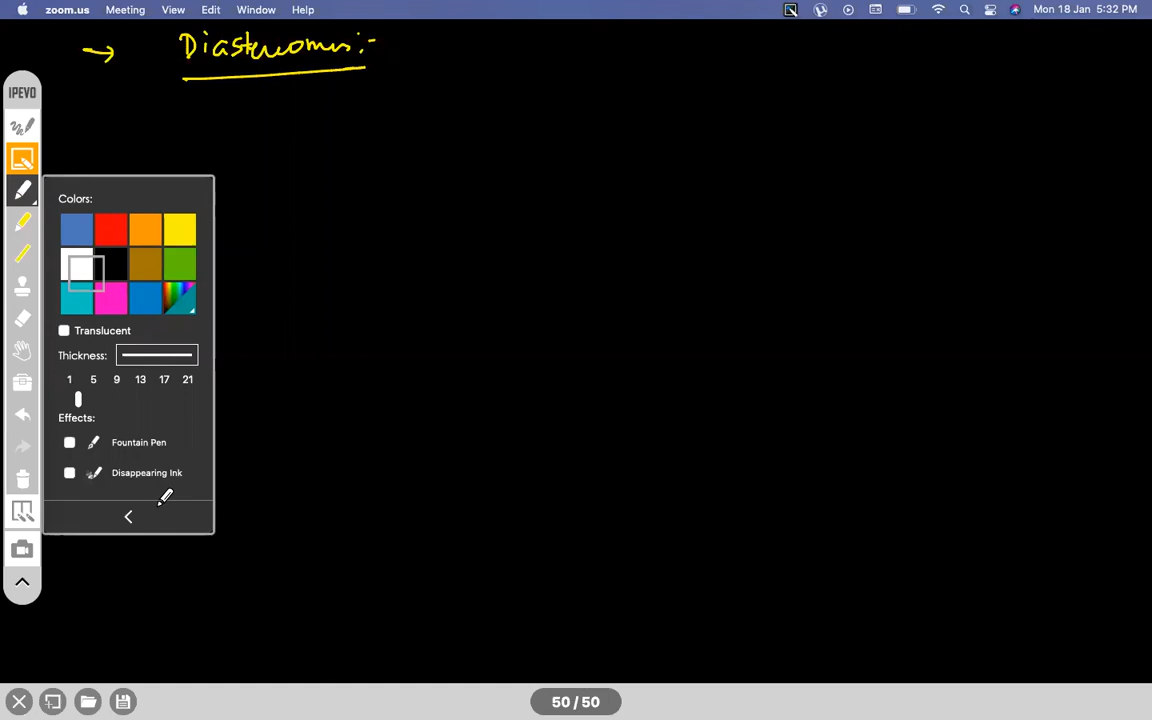 zoom.us Meeting View Edit Window Help Mon 18 Jan 5:32 PM
→ Diastereomers :-
IPEVO
Colors:
Translucent
Thickness:
1 5 9 13 17 21
Effects:
Fountain Pen
Disappearing Ink
50 / 50